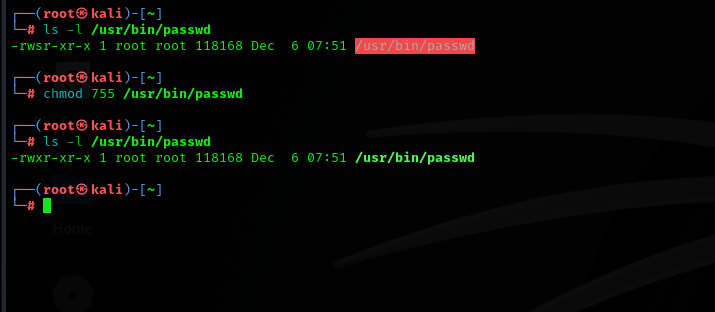 ┌──(root㉿kali)-[~]
└─# ls -l /usr/bin/passwd
-rwsr-xr-x 1 root root 118168 Dec  6 07:51 /usr/bin/passwd
┌──(root㉿kali)-[~]
└─# chmod 755 /usr/bin/passwd
┌──(root㉿kali)-[~]
└─# ls -l /usr/bin/passwd
-rwxr-xr-x 1 root root 118168 Dec  6 07:51 /usr/bin/passwd
┌──(root㉿kali)-[~]
└─#
Home